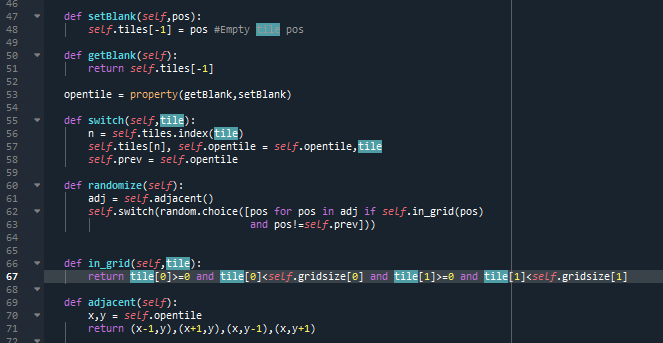 46
47 def setBlank(self,pos):
48 self.tiles[-1] = pos #Empty tile pos
49
50 def getBlank(self):
51 return self.tiles[-1]
52
53 opentile = property(getBlank,setBlank)
54
55 def switch(self,tile):
56 n = self.tiles.index(tile)
57 self.tiles[n], self.opentile = self.opentile,tile
58 self.prev = self.opentile
59
60 def randomize(self):
61 adj = self.adjacent()
62 self.switch(random.choice([pos for pos in adj if self.in_grid(pos)
63 and pos!=self.prev]))
64
65
66 def in_grid(self,tile):
67 return tile[0]>=0 and tile[0]<self.gridsize[0] and tile[1]>=0 and tile[1]<self.gridsize[1]
68
69 def adjacent(self):
70 x,y = self.opentile
71 return (x-1,y),(x+1,y),(x,y-1),(x,y+1)
72